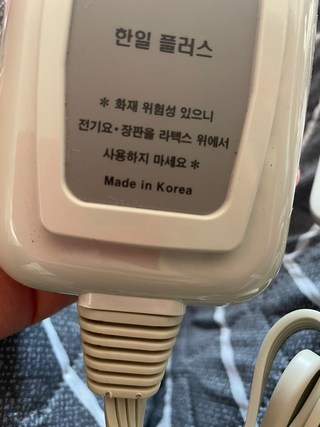 한일 플러스
※ 화재 위험성 있으니
전기요·장판을 라텍스 위에서
사용하지 마세요 ※
Made in Korea